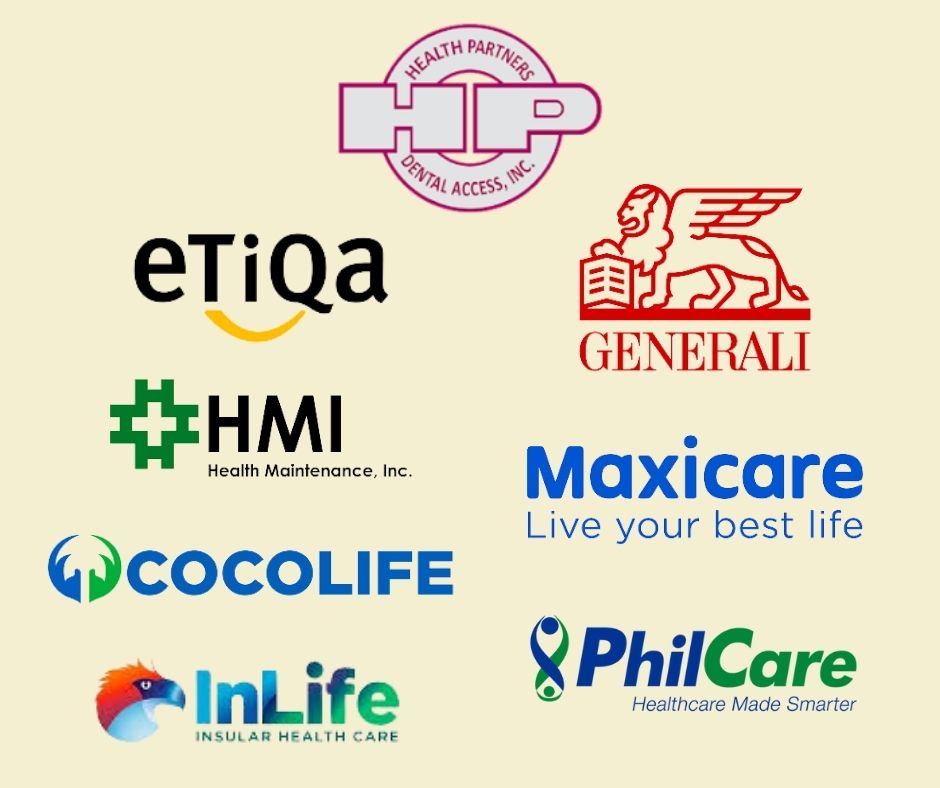 HEALTH PARTNERS
HP
DENTAL ACCESS, INC.
eTiQa
GENERALI
HMI
Health Maintenance, Inc.
Maxicare
Live your best life
COCOLIFE
PhilCare
Healthcare Made Smarter
InLife
INSULAR HEALTH CARE